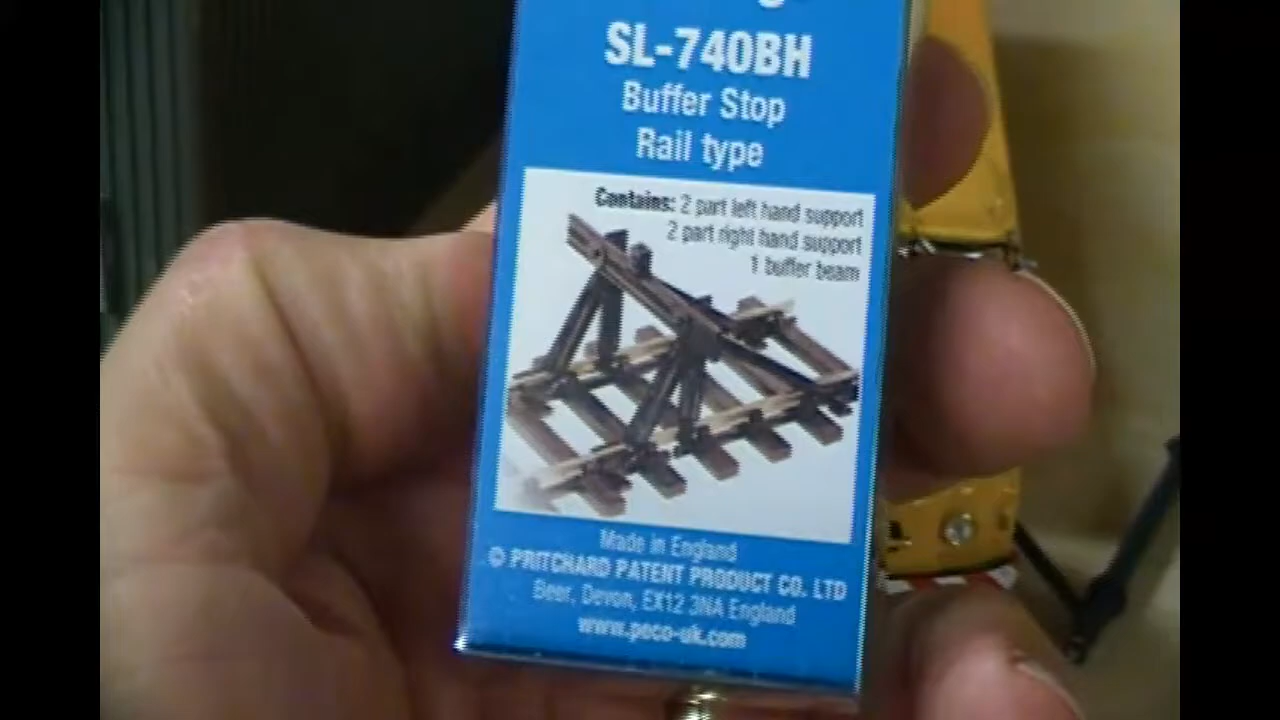 SL-740BH
Buffer Stop
Rail type
Contains: 2 part left hand support
2 part right hand support
1 buffer beam
Made in England
© PRITCHARD PATENT PRODUCT CO. LTD
Beer, Devon, EX12 3NA England
www.peco-uk.com